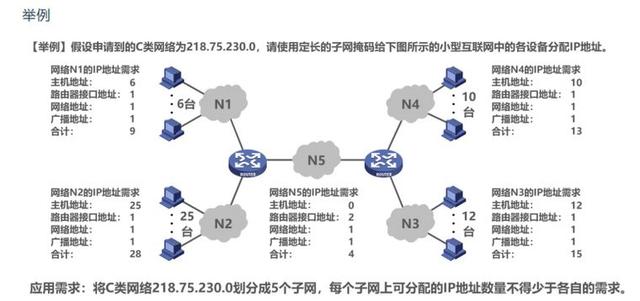 举例
【举例】假设申请到的C类网络为218.75.230.0，请使用定长的子网掩码给下图所示的小型互联网中的各设备分配IP地址。
网络N1的IP地址需求
主机地址： 6
路由器接口地址： 1
网络地址： 1
广播地址： 1
合计： 9
6台
N1
N4
10
台
网络N4的IP地址需求
主机地址： 10
路由器接口地址： 1
网络地址： 1
广播地址： 1
合计： 13
ROUTER
N5
ROUTER
网络N2的IP地址需求
主机地址： 25
路由器接口地址： 1
网络地址： 1
广播地址： 1
合计： 28
25
台
N2
网络N5的IP地址需求
主机地址： 0
路由器接口地址： 2
网络地址： 1
广播地址： 1
合计： 4
N3
12
台
网络N3的IP地址需求
主机地址： 12
路由器接口地址： 1
网络地址： 1
广播地址： 1
合计： 15
应用需求：将C类网络218.75.230.0划分成5个子网，每个子网上可分配的IP地址数量不得少于各自的需求。